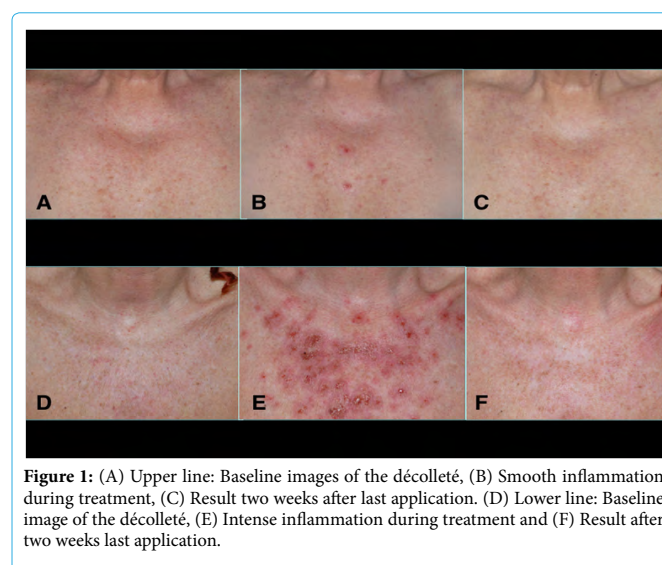 A
B
C
D
E
F
Figure 1: (A) Upper line: Baseline images of the décolleté, (B) Smooth inflammation
during treatment, (C) Result two weeks after last application. (D) Lower line: Baseline
image of the décolleté, (E) Intense inflammation during treatment and (F) Result after
two weeks last application.